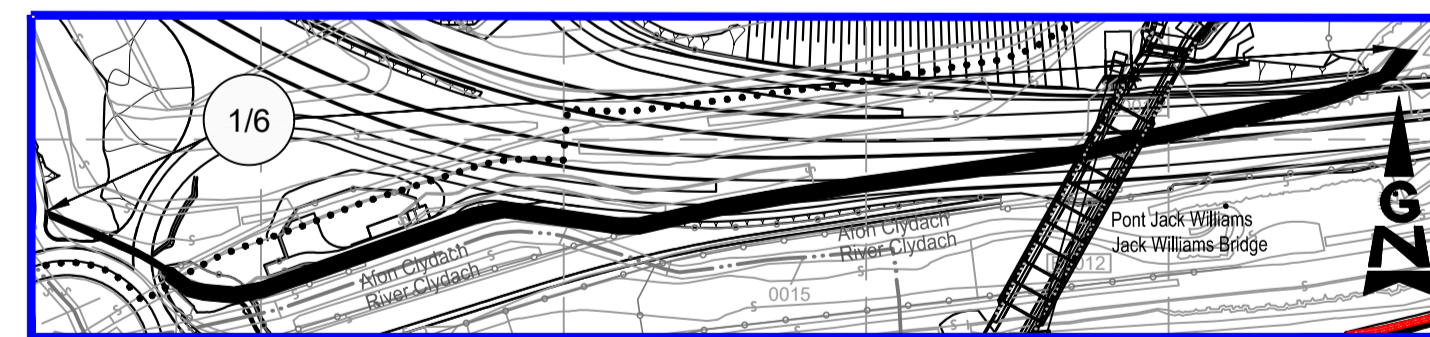 1/6
Pont Jack Williams
Jack Williams Bridge
Afon Clydach
River Clydach
Afon Clydach
River Clydach
0015
G
N